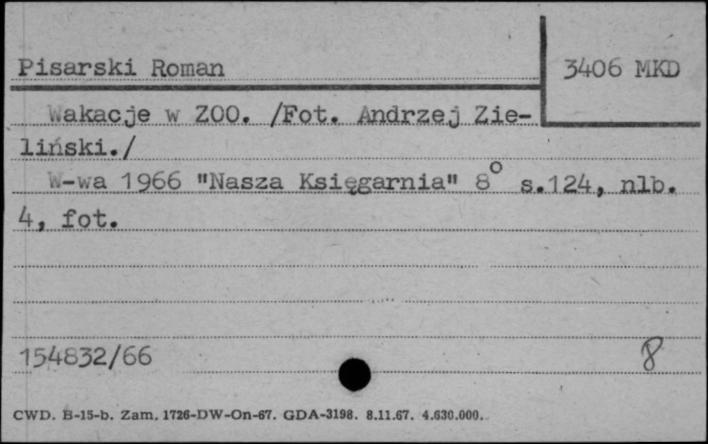 Pisarski Roman
3406 MKD
Wakacje w ZOO. /Fot. Andrzej Zie-
liński./
W-wa 1966 "Nasza Księgarnia" 8° s.124, nlb.
4, fot.
154832/66
8
CWD. B-15-b. Zam. 1726-DW-On-67. GDA-3198. 8.11.67. 4.630.000.